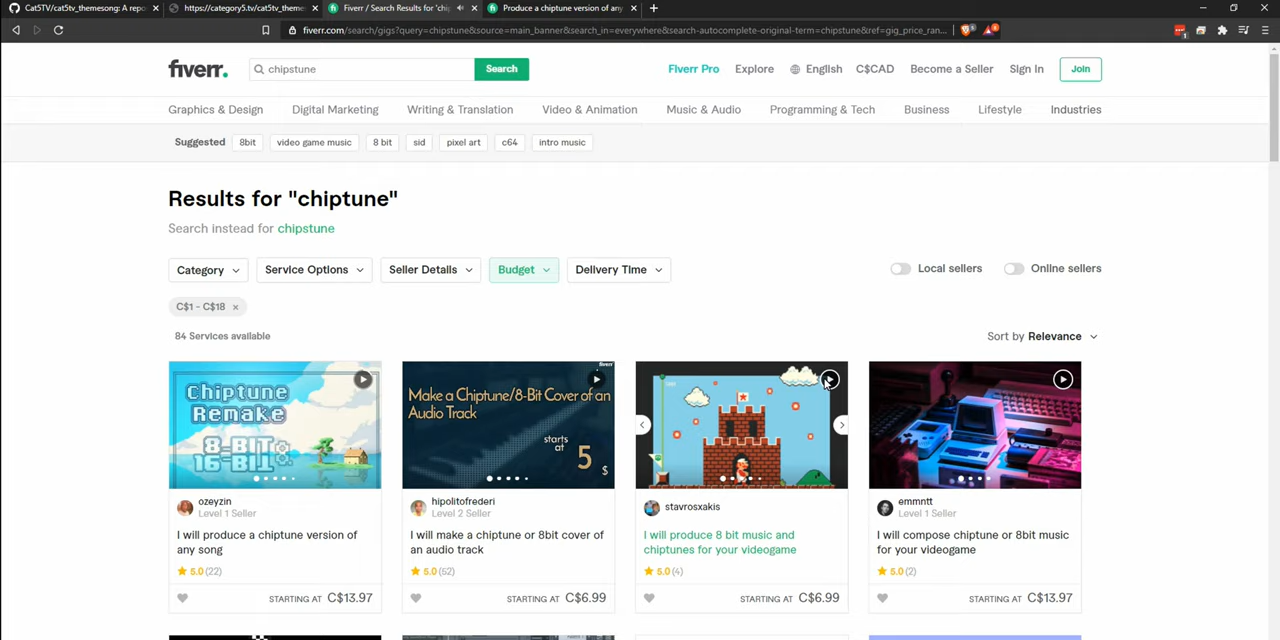 Cat5TV/cat5tv_themesong: A repo
https://category5.tv/cat5tv_theme
Fiverr / Search Results for 'chip
Produce a chiptune version of any
fiverr.com/search/gigs?query=chipstune&source=main_banner&search_in=everywhere&search-autocomplete-original-term=chipstune&ref=gig_price_ran...
fiverr.
chipstune
Search
Fiverr Pro
Explore
English
C$CAD
Become a Seller
Sign In
Join
Graphics & Design
Digital Marketing
Writing & Translation
Video & Animation
Music & Audio
Programming & Tech
Business
Lifestyle
Industries
Suggested
8bit
video game music
8 bit
sid
pixel art
c64
intro music
Results for "chiptune"
Search instead for chipstune
Category
Service Options
Seller Details
Budget
Delivery Time
Local sellers
Online sellers
C$1 - C$18 ×
84 Services available
Sort by Relevance
Chiptune
Remake
8-BIT
16-BIT
ozeyzin
Level 1 Seller
I will produce a chiptune version of
any song
5.0 (22)
STARTING AT C$13.97
fiverr
Make a Chiptune/8-Bit Cover of an
Audio Track
starts
at 5 $
hipolitofrederi
Level 2 Seller
I will make a chiptune or 8bit cover of
an audio track
5.0 (52)
STARTING AT C$6.99
stavrosxakis
I will produce 8 bit music and
chiptunes for your videogame
5.0 (4)
STARTING AT C$6.99
emmntt
Level 1 Seller
I will compose chiptune or 8bit music
for your videogame
5.0 (2)
STARTING AT C$13.97